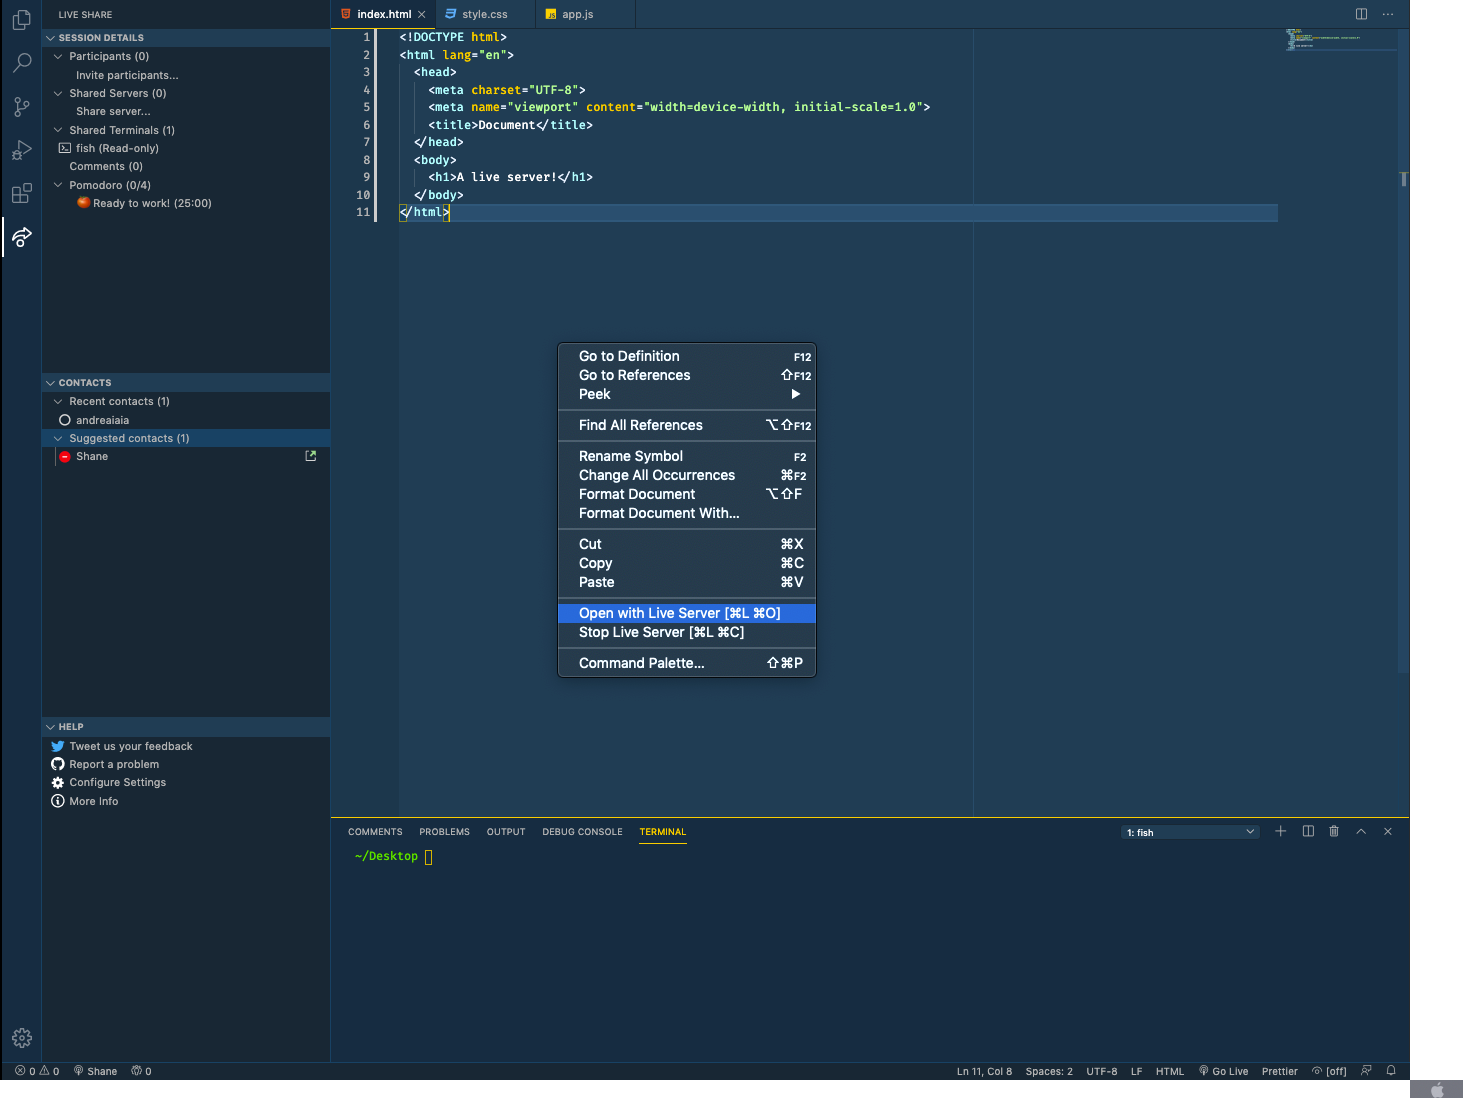 LIVE SHARE
SESSION DETAILS
Participants (0)
Invite participants...
Shared Servers (0)
Share server...
Shared Terminals (1)
fish (Read-only)
Comments (0)
Pomodoro (0/4)
Ready to work! (25:00)
CONTACTS
Recent contacts (1)
andreaiaia
Suggested contacts (1)
Shane
HELP
Tweet us your feedback
Report a problem
Configure Settings
More Info
index.html
style.css
JS app.js
1 <!DOCTYPE html>
2 <html lang="en">
3 <head>
4 <meta charset="UTF-8">
5 <meta name="viewport" content="width=device-width, initial-scale=1.0">
6 <title>Document</title>
7 </head>
8 <body>
9 <h1>A live server!</h1>
10 </body>
11 </html>
Go to Definition F12
Go to References ⇧F12
Peek ▶
Find All References ⌥⇧F12
Rename Symbol F2
Change All Occurrences ⌘F2
Format Document ⌥⇧F
Format Document With...
Cut ⌘X
Copy ⌘C
Paste ⌘V
Open with Live Server [⌘L ⌘O]
Stop Live Server [⌘L ⌘C]
Command Palette... ⇧⌘P
COMMENTS PROBLEMS OUTPUT DEBUG CONSOLE TERMINAL 1: fish
~/Desktop
0 0 Shane 0 Ln 11, Col 8 Spaces: 2 UTF-8 LF HTML Go Live Prettier [off]